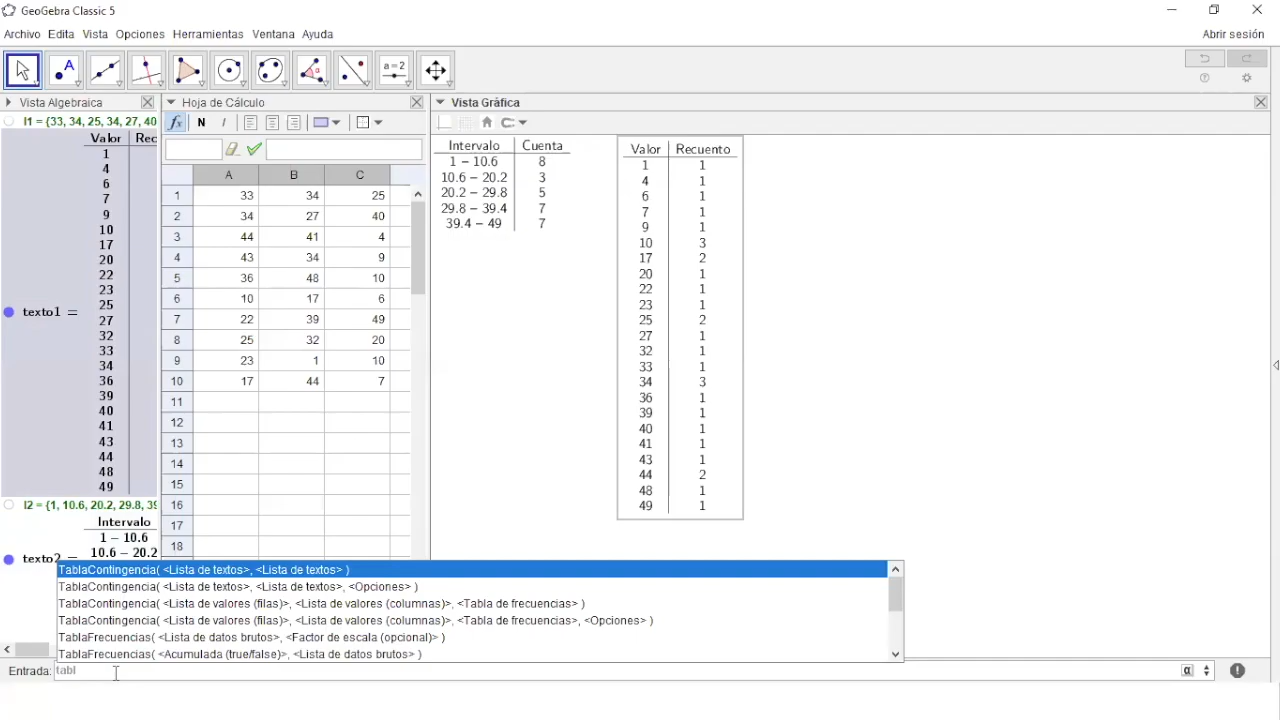 GeoGebra Classic 5
Archivo Edita Vista Opciones Herramientas Ventana Ayuda
Abrir sesión
A
a = 2
Vista Algebraica
Hoja de Cálculo
Vista Gráfica
l1 = {33, 34, 25, 34, 27, 40
Valor Rec
1
4
6
7
9
10
17
20
22
23
25
27
32
33
34
36
39
40
41
43
44
48
49
texto1 =
l2 = {1, 10.6, 20.2, 29.8, 39
Intervalo
1 – 10.6
10.6 – 20.2
texto2 =
fx N I
A B C
1 33 34 25
2 34 27 40
3 44 41 4
4 43 34 9
5 36 48 10
6 10 17 6
7 22 39 49
8 25 32 20
9 23 1 10
10 17 44 7
11
12
13
14
15
16
17
18
Intervalo Cuenta
1 – 10.6 8
10.6 – 20.2 3
20.2 – 29.8 5
29.8 – 39.4 7
39.4 – 49 7
Valor Recuento
1 1
4 1
6 1
7 1
9 1
10 3
17 2
20 1
22 1
23 1
25 2
27 1
32 1
33 1
34 3
36 1
39 1
40 1
41 1
43 1
44 2
48 1
49 1
TablaContingencia( <Lista de textos>, <Lista de textos> )
TablaContingencia( <Lista de textos>, <Lista de textos>, <Opciones> )
TablaContingencia( <Lista de valores (filas)>, <Lista de valores (columnas)>, <Tabla de frecuencias> )
TablaContingencia( <Lista de valores (filas)>, <Lista de valores (columnas)>, <Tabla de frecuencias>, <Opciones> )
TablaFrecuencias( <Lista de datos brutos>, <Factor de escala (opcional)> )
TablaFrecuencias( <Acumulada (true/false)>, <Lista de datos brutos> )
Entrada: tabl
α